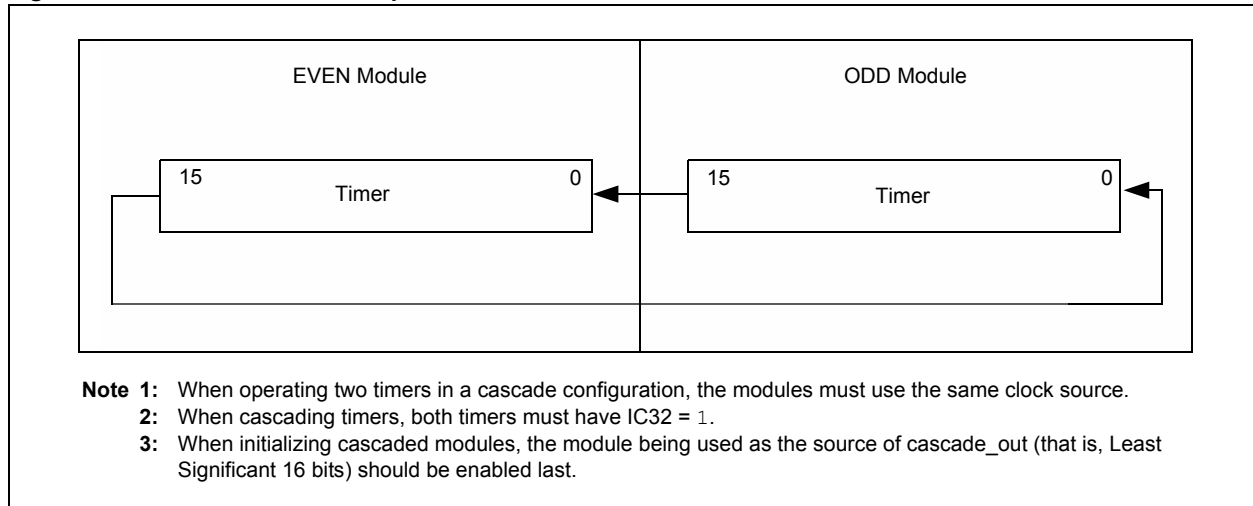 EVEN Module
ODD Module
15
Timer
0
15
Timer
0
Note 1: When operating two timers in a cascade configuration, the modules must use the same clock source.
2: When cascading timers, both timers must have IC32 = 1.
3: When initializing cascaded modules, the module being used as the source of cascade_out (that is, Least
Significant 16 bits) should be enabled last.